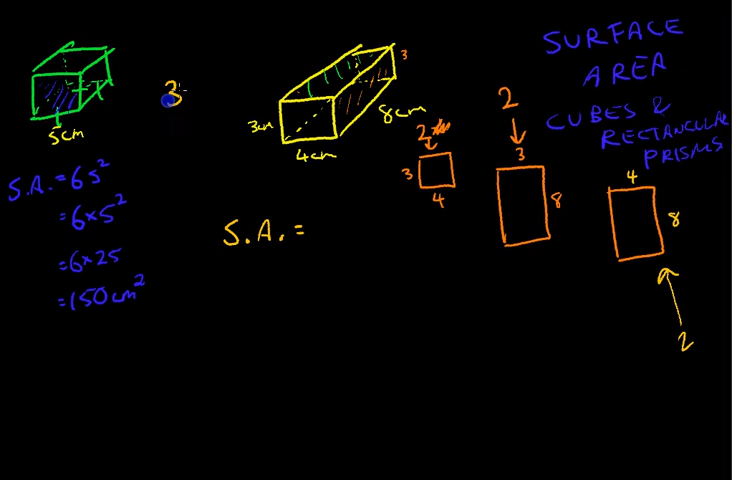 SURFACE
AREA
CUBES &
RECTANGULAR
PRISMS
5cm
S.A. = 6s²
= 6×5²
= 6×25
= 150cm²
3
3
3cm
8cm
4cm
2
3
4
2
3
8
4
8
2
S.A. =